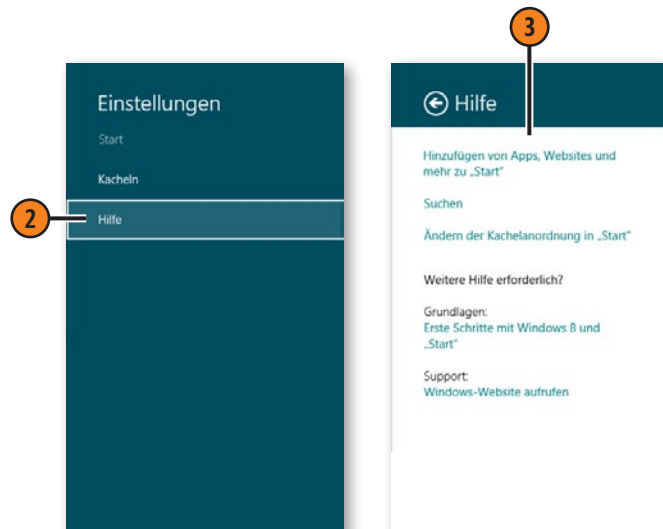 3
Einstellungen
Start
Kacheln
2
Hilfe
Hilfe
Hinzufügen von Apps, Websites und
mehr zu „Start“
Suchen
Ändern der Kachelanordnung in „Start“
Weitere Hilfe erforderlich?
Grundlagen:
Erste Schritte mit Windows 8 und
„Start“
Support:
Windows-Website aufrufen